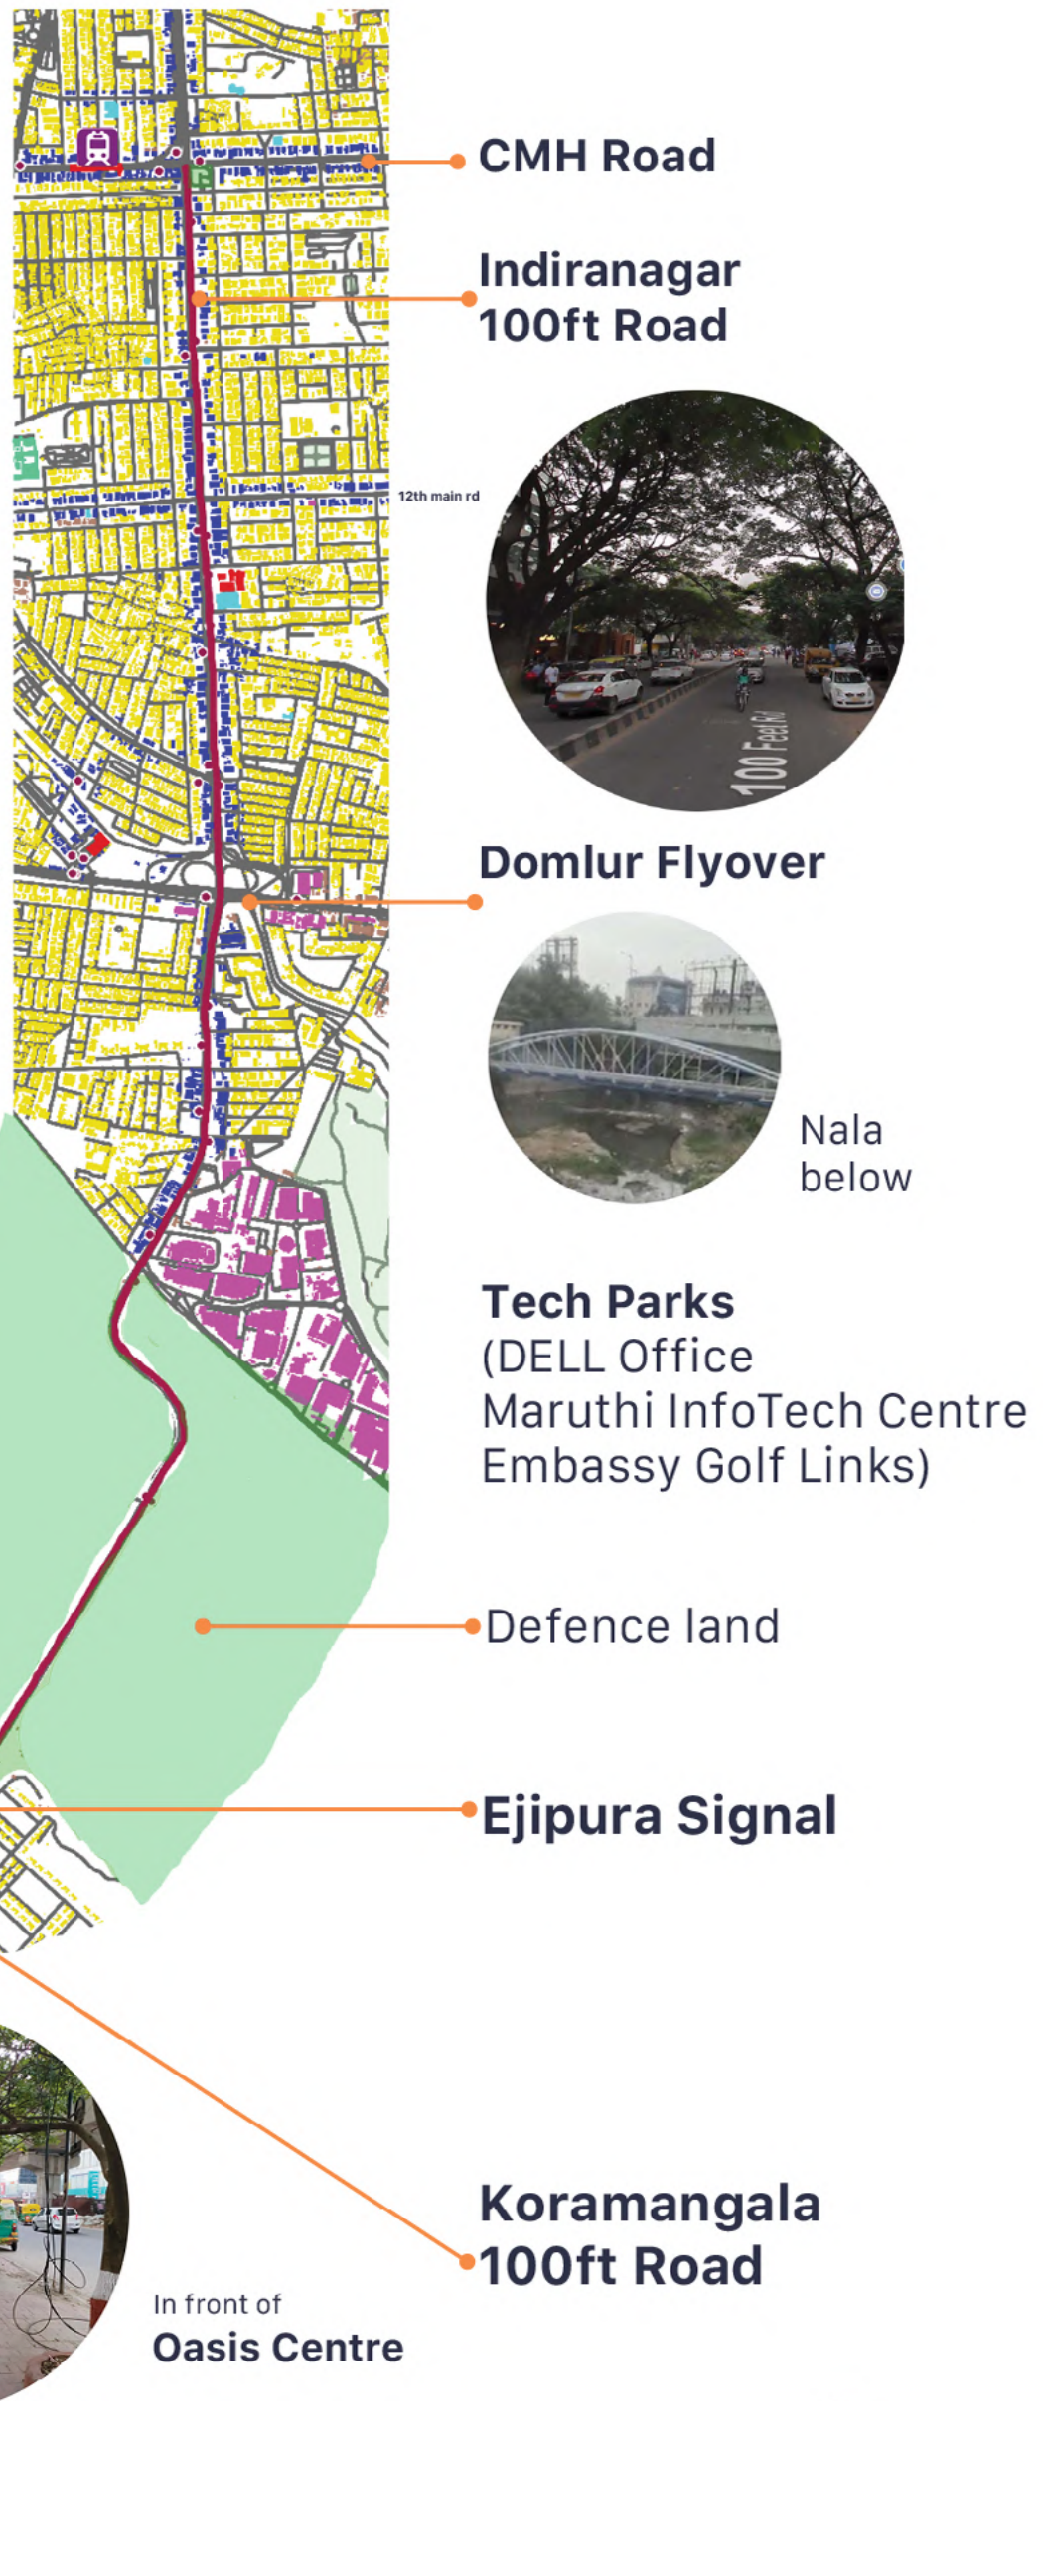 CMH Road
Indiranagar
100ft Road
12th main rd
100 Feet Rd
Domlur Flyover
Nala
below
Tech Parks
(DELL Office
Maruthi InfoTech Centre
Embassy Golf Links)
Defence land
Ejipura Signal
Koramangala
100ft Road
In front of
Oasis Centre